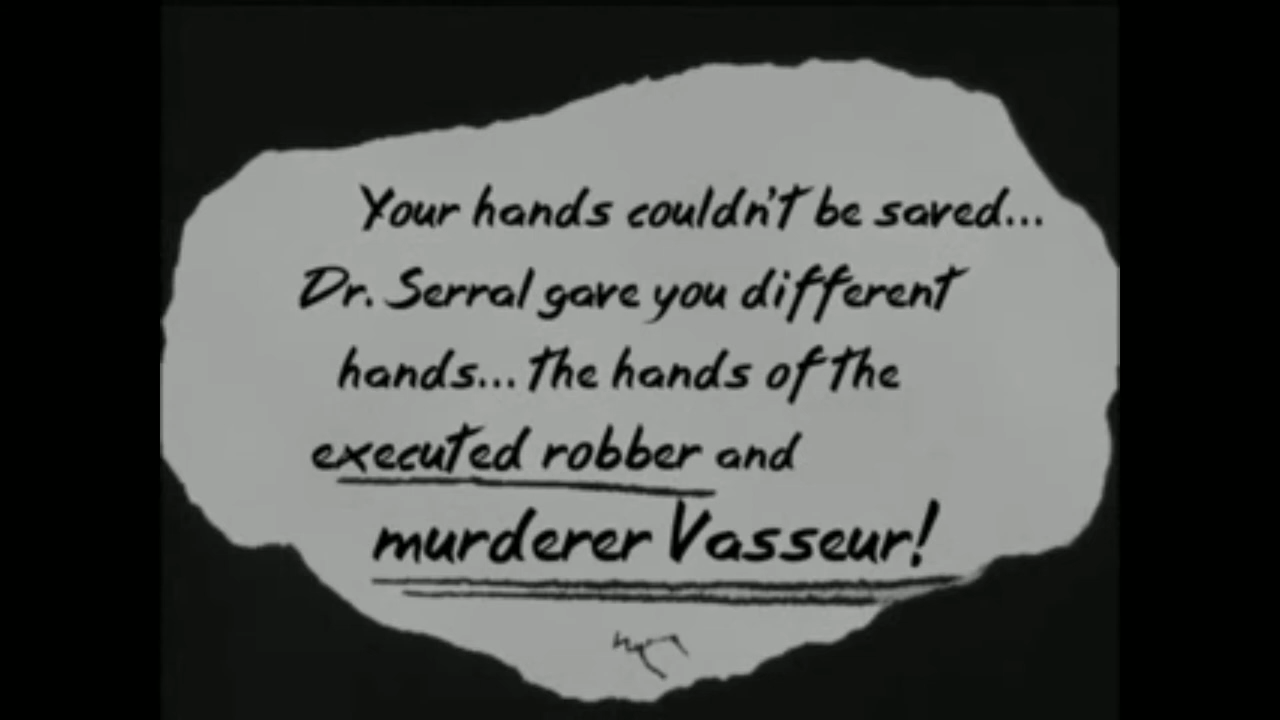 Your hands couldn't be saved...
Dr. Serral gave you different
hands... the hands of the
executed robber and
murderer Vasseur!